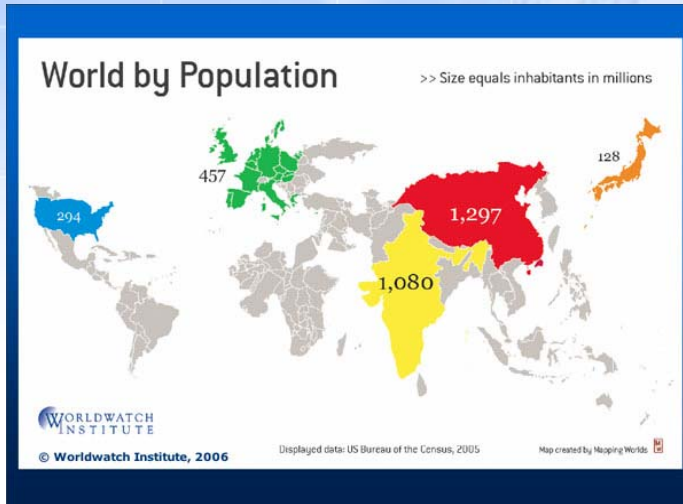 World by Population
>> Size equals inhabitants in millions
457
128
294
1,297
1,080
WORLDWATCH
INSTITUTE
© Worldwatch Institute, 2006
Displayed data: US Bureau of the Census, 2005
Map created by Mapping Worlds